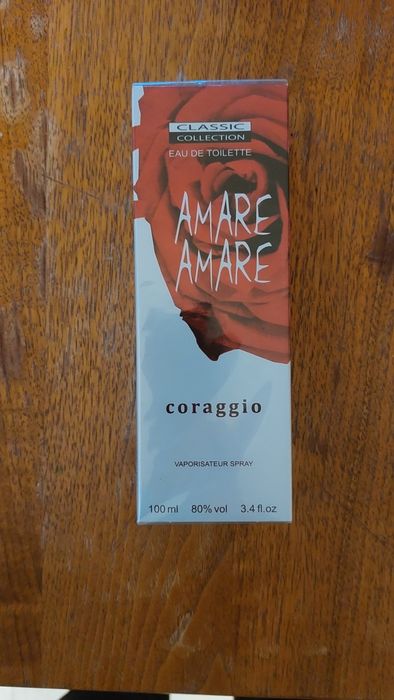 CLASSIC
COLLECTION
EAU DE TOILETTE
AMARE
AMARE
coraggio
VAPORISATEUR SPRAY
100 ml 80% vol 3.4 fl.oz